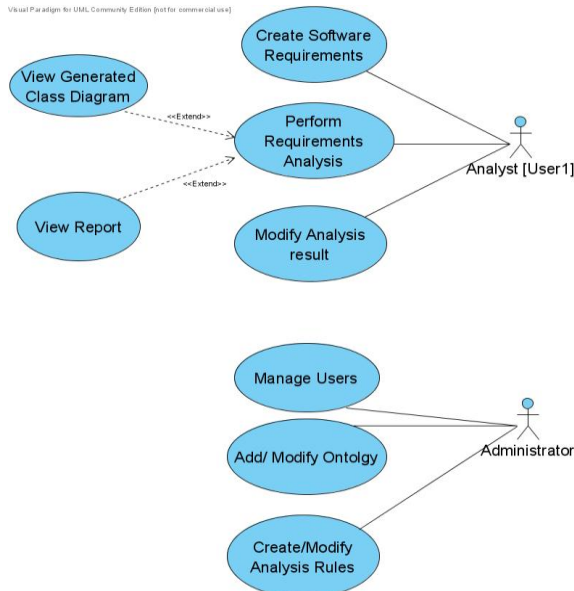 Visual Paradigm for UML Community Edition [not for commercial use]
Create Software
Requirements
View Generated
Class Diagram
<<Extend>>
Perform
Requirements
Analysis
Analyst [User1]
<<Extend>>
View Report
Modify Analysis
result
Manage Users
Add/ Modify Ontolgy
Administrator
Create/Modify
Analysis Rules